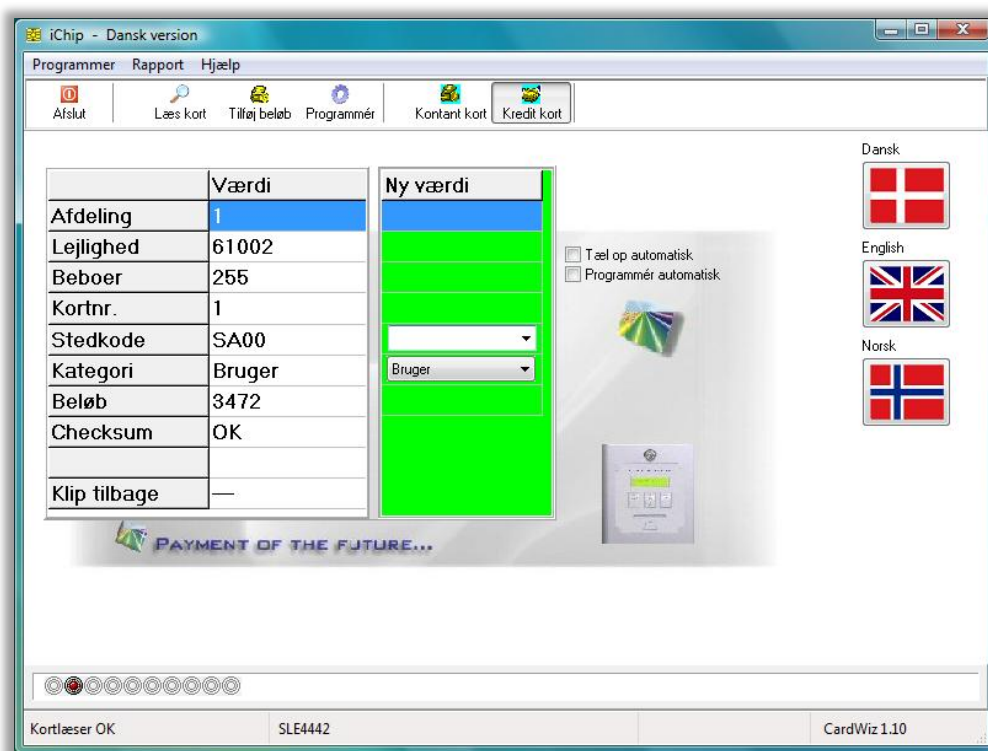 iChip - Dansk version
Programmer Rapport Hjælp
Afslut Læs kort Tilføj beløb Programmér Kontant kort Kredit kort
Dansk
Værdi Ny værdi
Afdeling 1
Lejlighed 61002
English
Tæl op automatisk
Beboer 255
Programmér automatisk
Kortnr. 1
Stedkode SA00
Norsk
Kategori Bruger Bruger
Beløb 3472
Checksum OK
Klip tilbage —
PAYMENT OF THE FUTURE...
Kortlæser OK SLE4442 CardWiz 1.10